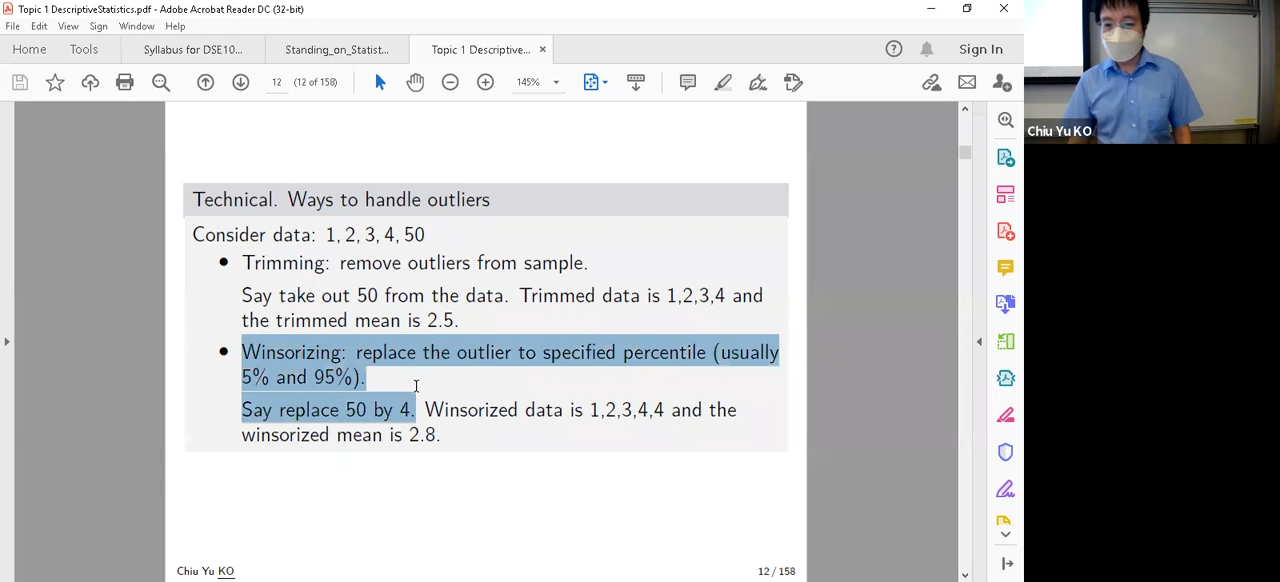 Topic 1 DescriptiveStatistics.pdf - Adobe Acrobat Reader DC (32-bit)
File Edit View Sign Window Help
Home Tools Syllabus for DSE10... Standing_on_Statist... Topic 1 Descriptive... Sign In
12 (12 of 158) 145%
Chiu Yu KO
Technical. Ways to handle outliers
Consider data: 1, 2, 3, 4, 50
• Trimming: remove outliers from sample.
Say take out 50 from the data. Trimmed data is 1,2,3,4 and
the trimmed mean is 2.5.
• Winsorizing: replace the outlier to specified percentile (usually
5% and 95%).
Say replace 50 by 4. Winsorized data is 1,2,3,4,4 and the
winsorized mean is 2.8.
Chiu Yu KO 12 / 158